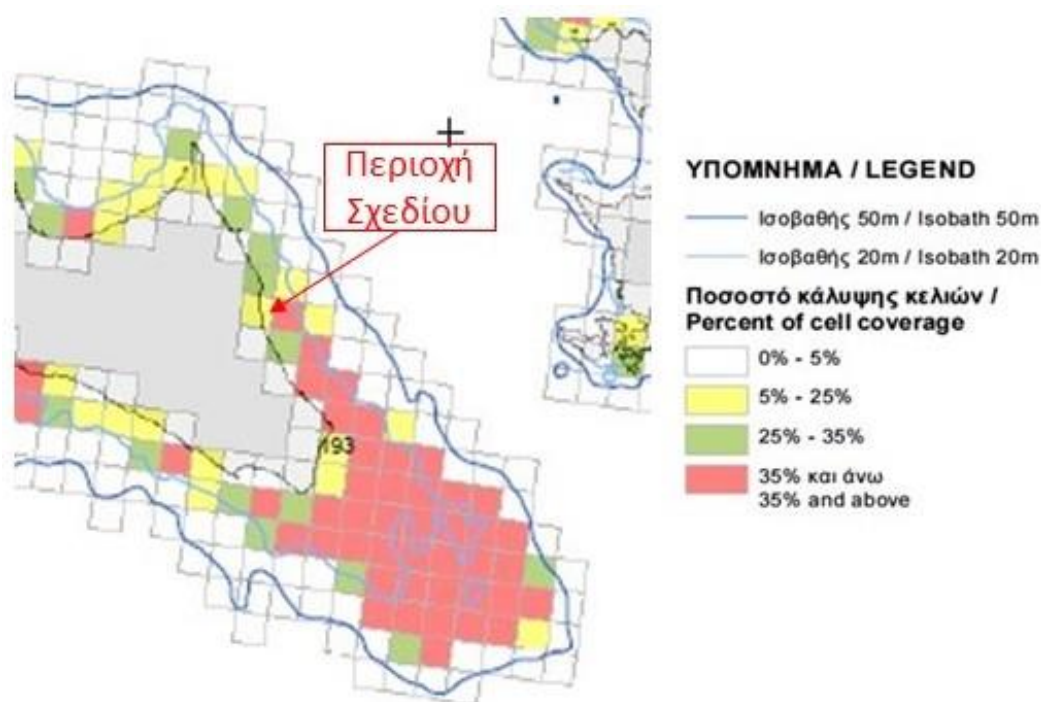 Περιοχή
Σχεδίου
193
ΥΠΟΜΝΗΜΑ / LEGEND
Ισοβαθής 50m / Isobath 50m
Ισοβαθής 20m / Isobath 20m
Ποσοστό κάλυψης κελιών /
Percent of cell coverage
0% - 5%
5% - 25%
25% - 35%
35% και άνω
35% and above